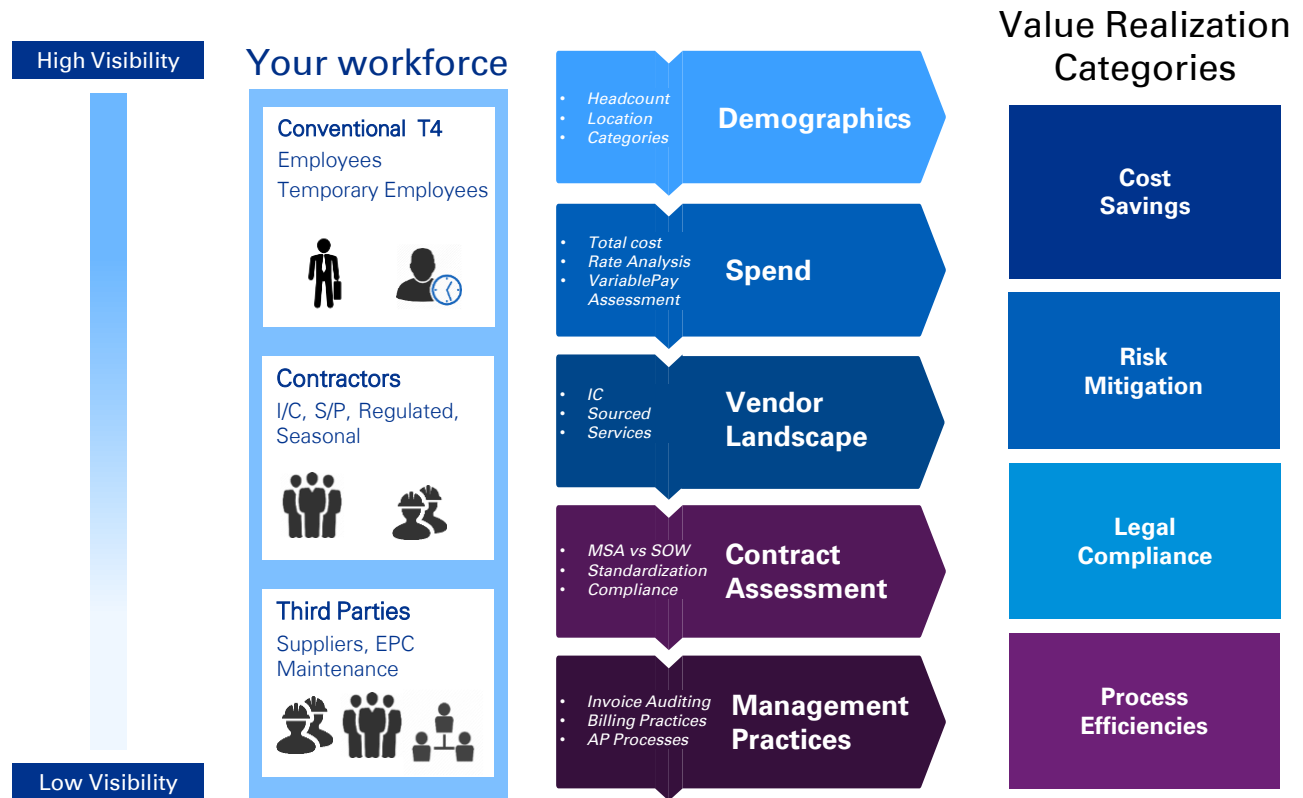 High Visibility
Low Visibility
Your workforce
Conventional T4
Employees
Temporary Employees
Contractors
I/C, S/P, Regulated,
Seasonal
Third Parties
Suppliers, EPC
Maintenance
• Headcount
• Location
• Categories
Demographics
• Total cost
• Rate Analysis
• VariablePay
Assessment
Spend
• IC
• Sourced
• Services
Vendor
Landscape
• MSA vs SOW
• Standardization
• Compliance
Contract
Assessment
• Invoice Auditing
• Billing Practices
• AP Processes
Management
Practices
Value Realization
Categories
Cost
Savings
Risk
Mitigation
Legal
Compliance
Process
Efficiencies